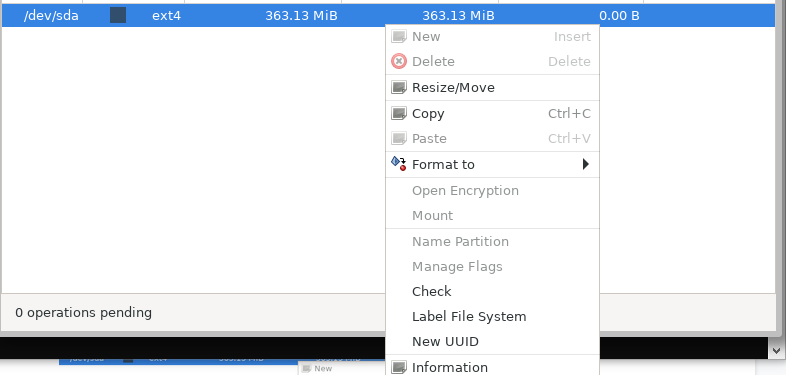 /dev/sda ext4 363.13 MiB 363.13 MiB 0.00 B
New Insert
Delete Delete
Resize/Move
Copy Ctrl+C
Paste Ctrl+V
Format to
Open Encryption
Mount
Name Partition
Manage Flags
Check
Label File System
New UUID
Information
0 operations pending
New